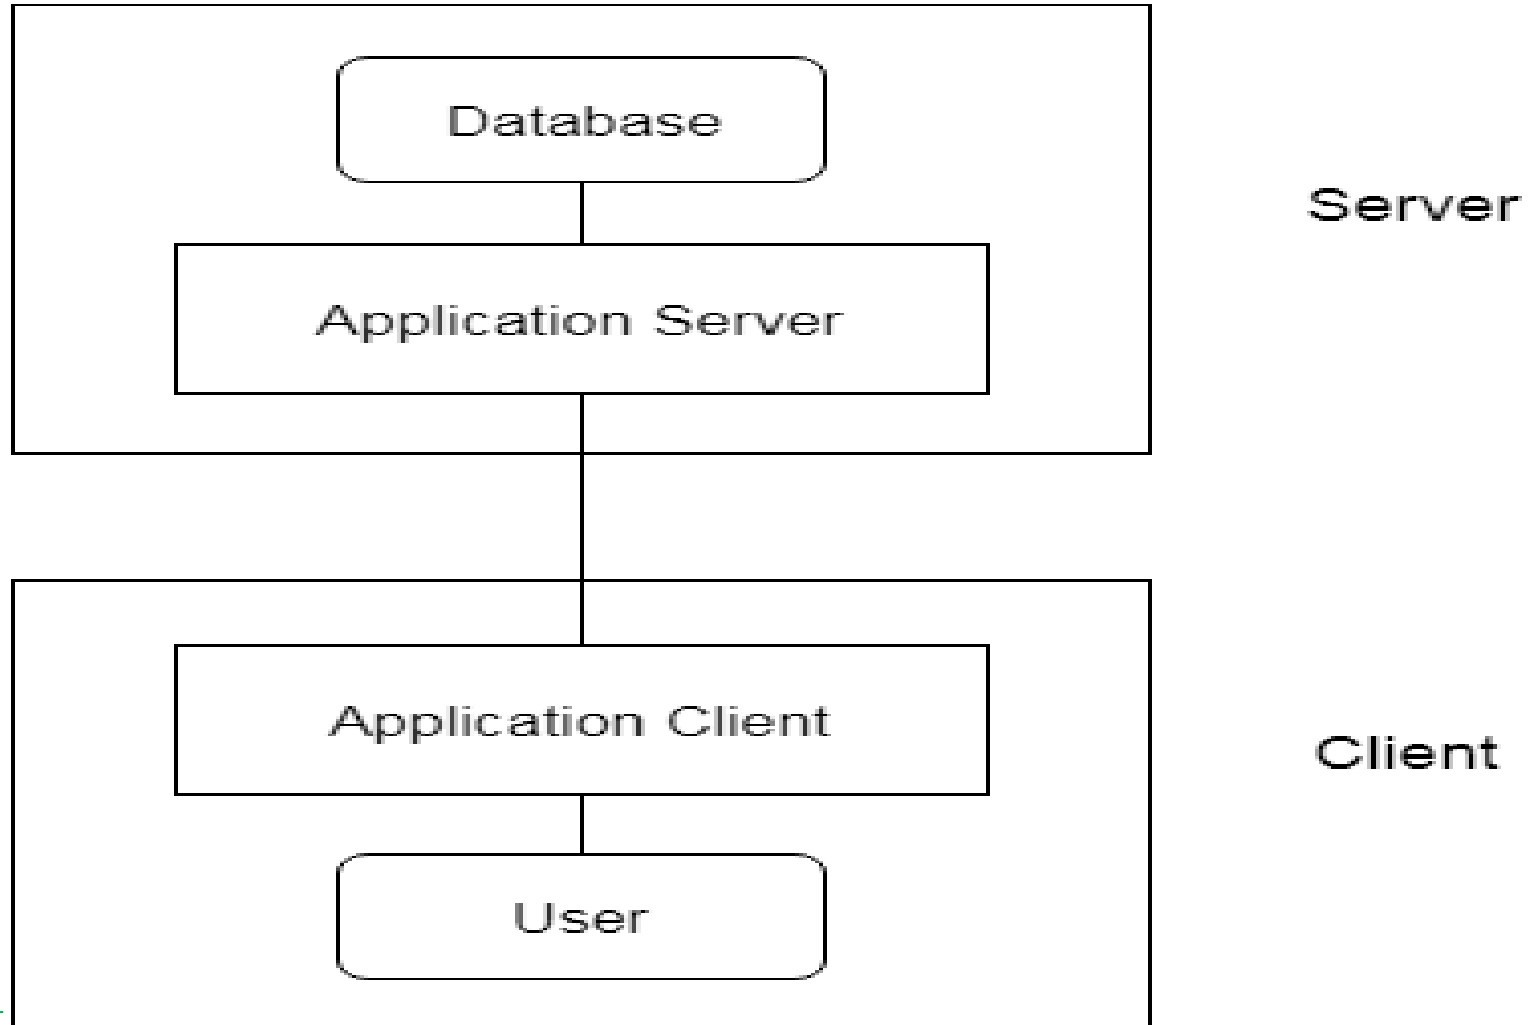 Database
Server
Application Server
Application Client
Client
User